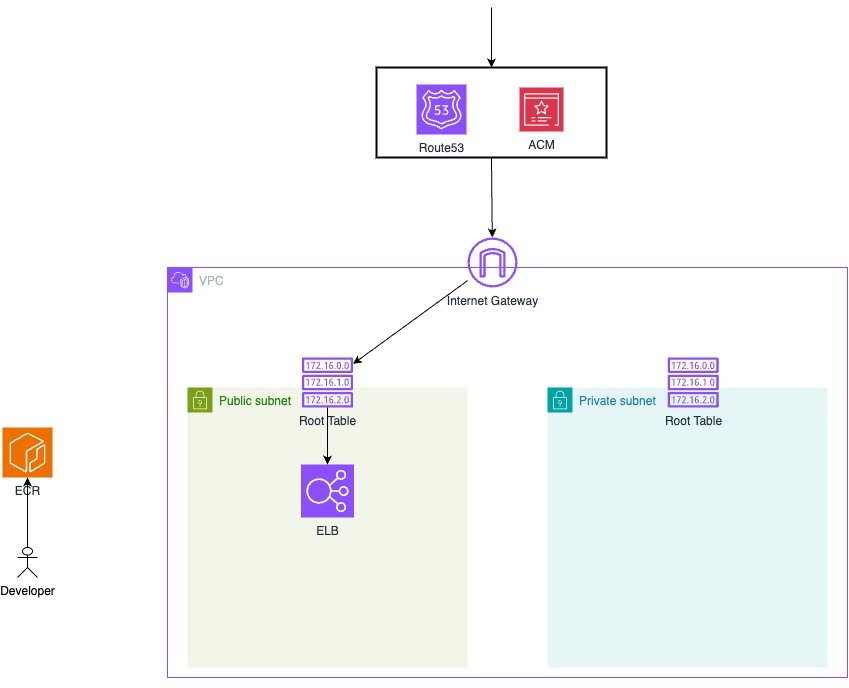 53
Route53
ACM
VPC
Internet Gateway
172.16.0.0
172.16.1.0
172.16.2.0
Public subnet
Root Table
ELB
172.16.0.0
172.16.1.0
172.16.2.0
Private subnet
Root Table
ECR
Developer